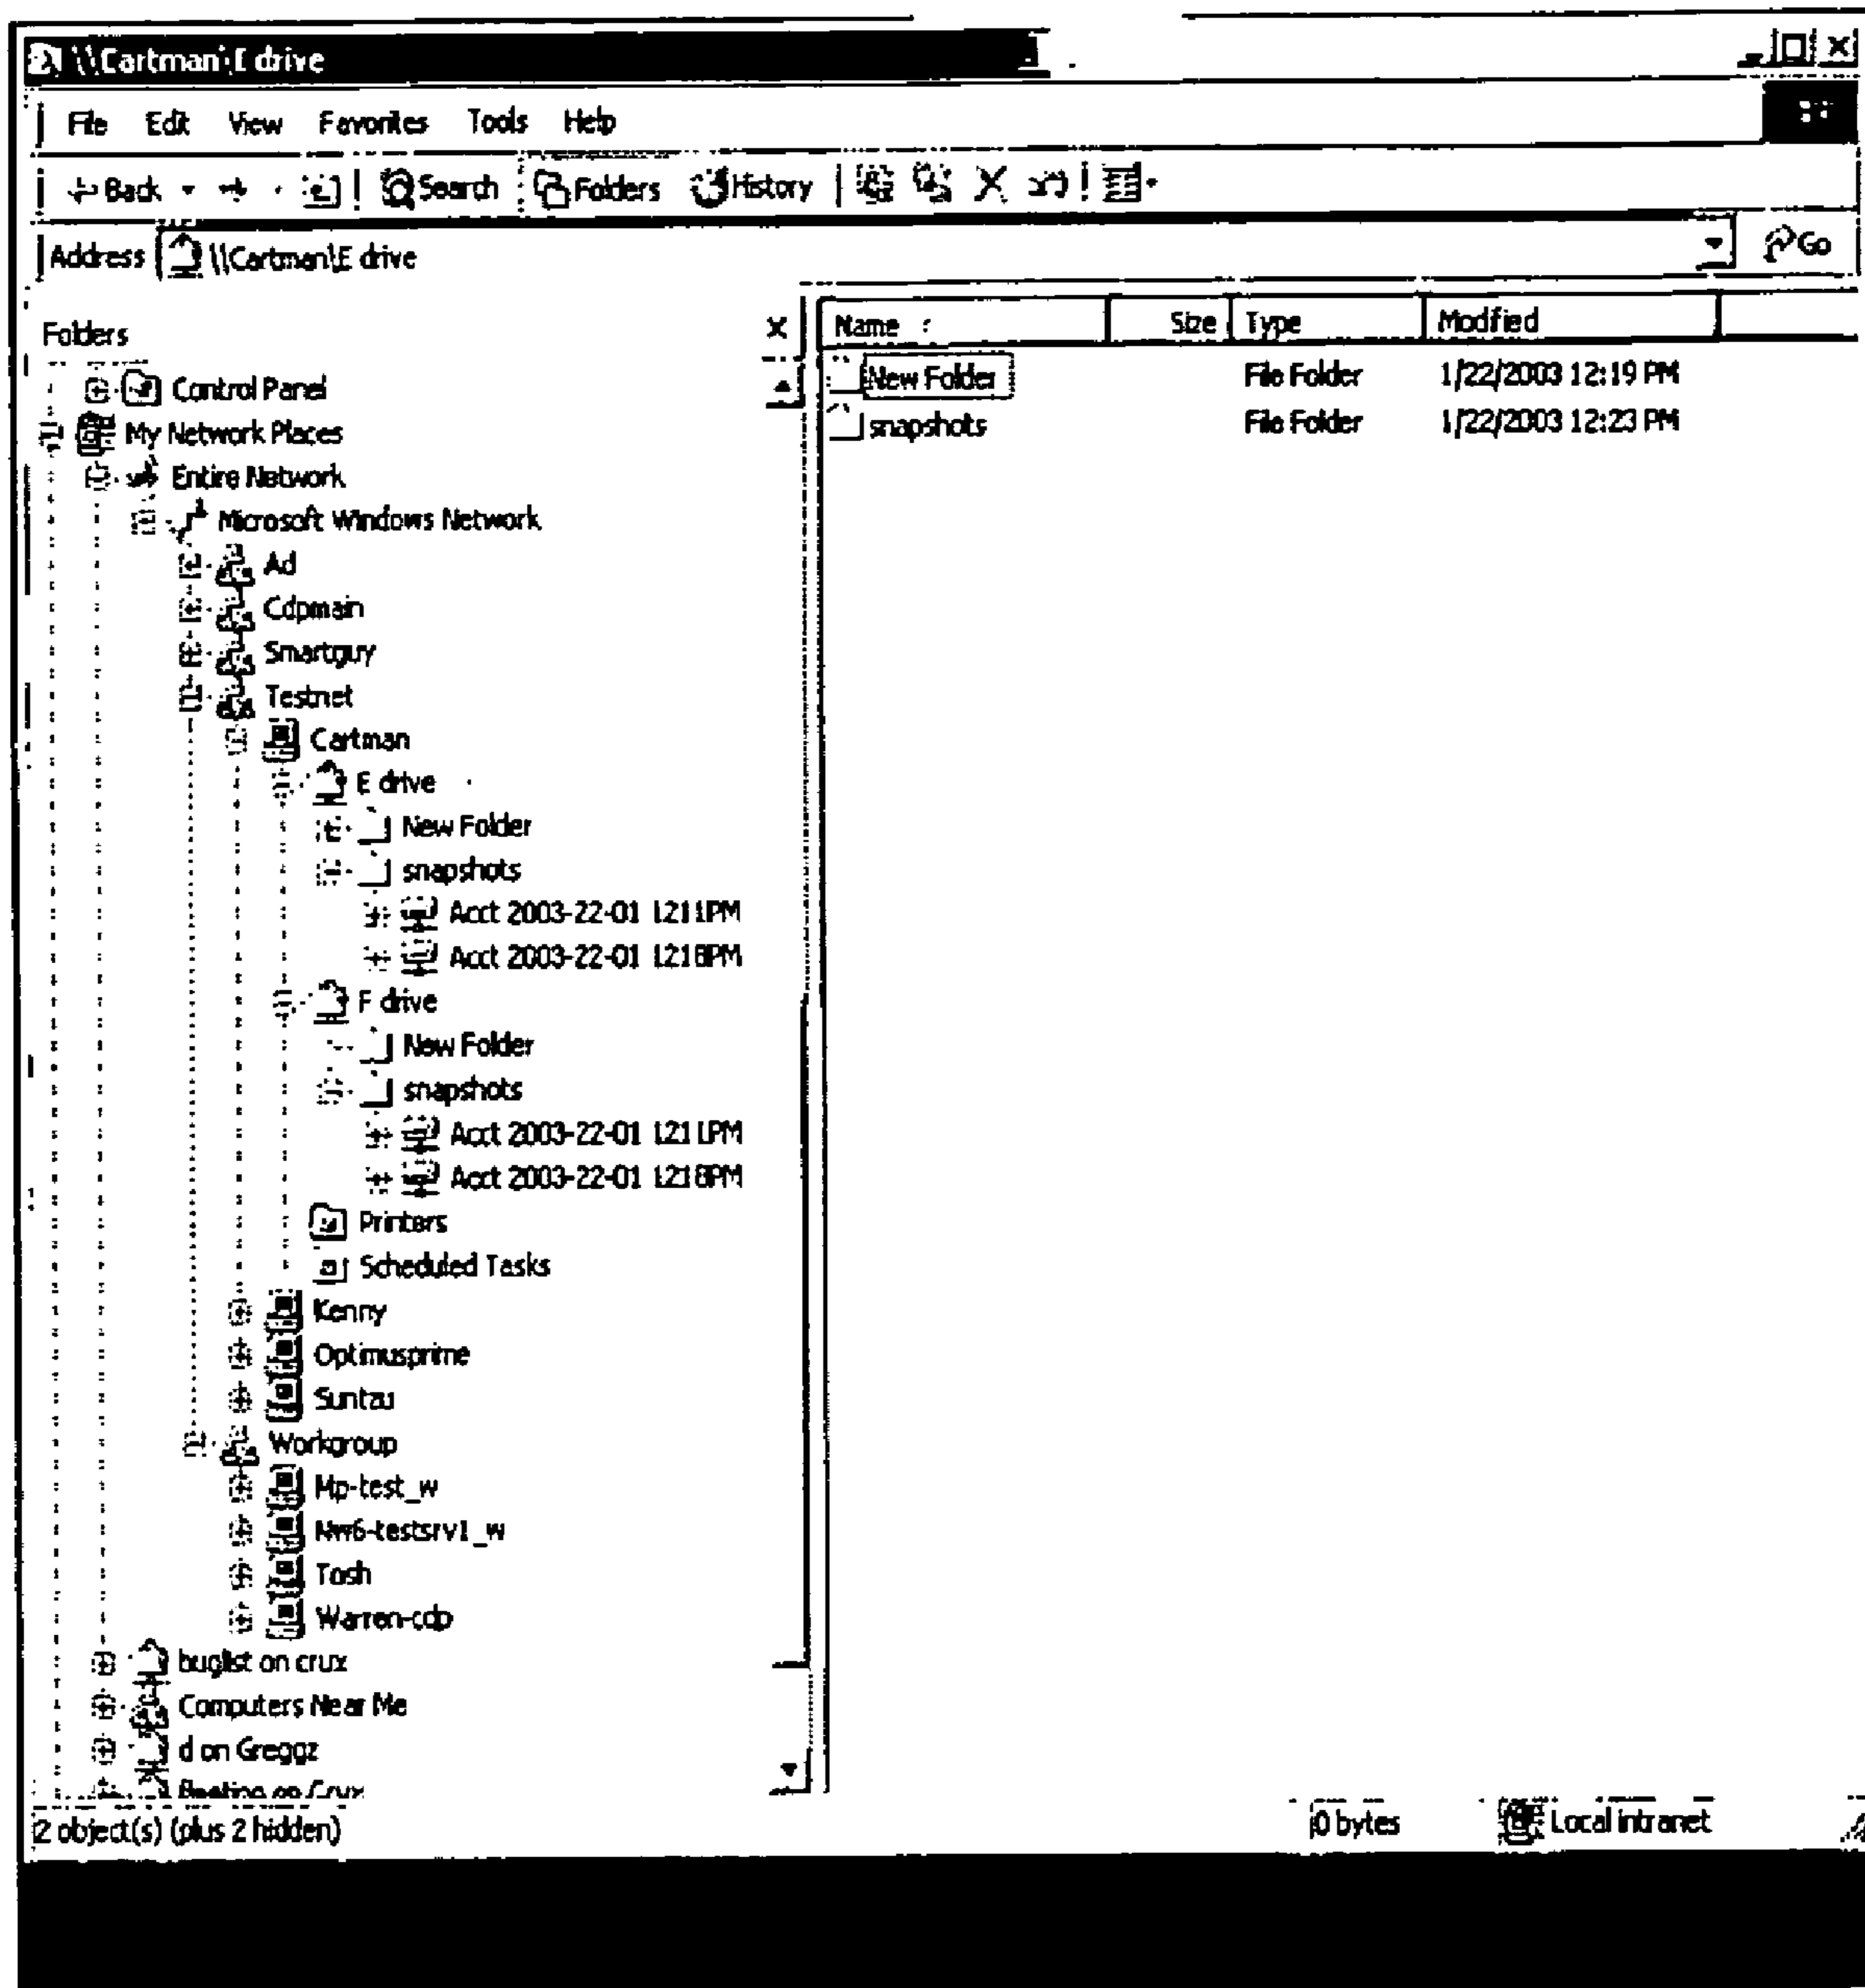 \\Cartman\E drive
File Edit View Favorites Tools Help
Back Search Folders History
Address \\Cartman\E drive Go
Folders
Name Size Type Modified
New Folder File Folder 1/22/2003 12:19 PM
snapshots File Folder 1/22/2003 12:23 PM
Control Panel
My Network Places
Entire Network
Microsoft Windows Network
Ad
Cdpmain
Smartguy
Testnet
Cartman
E drive
New Folder
snapshots
Acct 2003-22-01 1211PM
Acct 2003-22-01 1218PM
F drive
New Folder
snapshots
Acct 2003-22-01 1211PM
Acct 2003-22-01 1218PM
Printers
Scheduled Tasks
Kenny
Optimusprime
Suntzu
Workgroup
Mp-test_w
Nw6-testsrv1_w
Tosh
Warren-cdp
buglist on crux
Computers Near Me
d on Greggz
on Crux
2 object(s) (plus 2 hidden) 0 bytes Local intranet